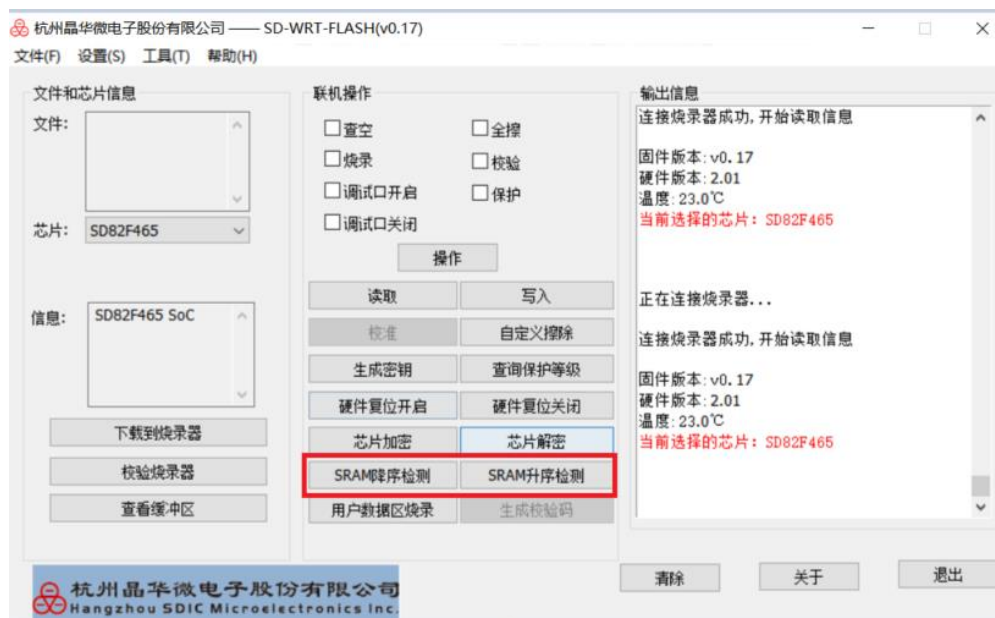 杭州晶华微电子股份有限公司 —— SD-WRT-FLASH(v0.17)
文件(F) 设置(S) 工具(T) 帮助(H)
文件和芯片信息
文件:
芯片: SD82F465
信息: SD82F465 SoC
下载到烧录器
校验烧录器
查看缓冲区
联机操作
查空 全擦
烧录 校验
调试口开启 保护
调试口关闭
操作
读取 写入
校准 自定义擦除
生成密钥 查询保护等级
硬件复位开启 硬件复位关闭
芯片加密 芯片解密
SRAM降序检测 SRAM升序检测
用户数据区烧录 生成校验码
输出信息
连接烧录器成功,开始读取信息
固件版本:v0.17
硬件版本:2.01
温度:23.0℃
当前选择的芯片: SD82F465
正在连接烧录器...
连接烧录器成功,开始读取信息
固件版本:v0.17
硬件版本:2.01
温度:23.0℃
当前选择的芯片: SD82F465
清除 关于 退出
杭州晶华微电子股份有限公司
Hangzhou SDIC Microelectronics Inc.